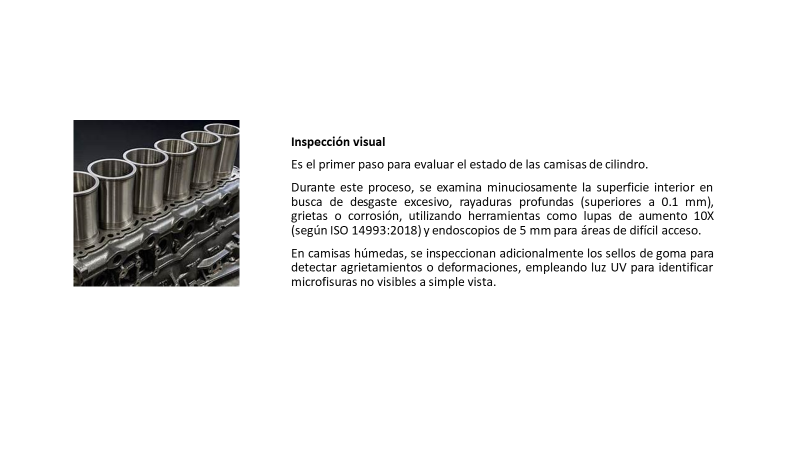 Inspección visual
Es el primer paso para evaluar el estado de las camisas de cilindro.
Durante este proceso, se examina minuciosamente la superficie interior en
busca de desgaste excesivo, rayaduras profundas (superiores a 0.1 mm),
grietas o corrosión, utilizando herramientas como lupas de aumento 10X
(según ISO 14993:2018) y endoscopios de 5 mm para áreas de difícil acceso.
En camisas húmedas, se inspeccionan adicionalmente los sellos de goma para
detectar agrietamientos o deformaciones, empleando luz UV para identificar
microfisuras no visibles a simple vista.